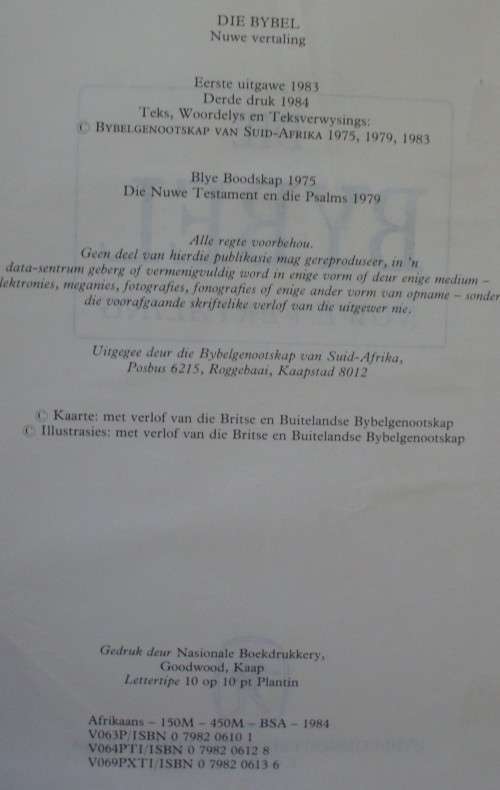 DIE BYBEL
Nuwe vertaling
Eerste uitgawe 1983
Derde druk 1984
Teks, Woordelys en Teksverwysings:
© BYBELGENOOTSKAP VAN SUID-AFRIKA 1975, 1979, 1983
Blye Boodskap 1975
Die Nuwe Testament en die Psalms 1979
Alle regte voorbehou.
Geen deel van hierdie publikasie mag gereproduseer, in 'n
data-sentrum geberg of vermenigvuldig word in enige vorm of deur enige medium –
lektronies, meganies, fotografies, fonografies of enige ander vorm van opname – sonder
die voorafgaande skriftelike verlof van die uitgewer nie.
Uitgegee deur die Bybelgenootskap van Suid-Afrika,
Posbus 6215, Roggebaai, Kaapstad 8012
© Kaarte: met verlof van die Britse en Buitelandse Bybelgenootskap
© Illustrasies: met verlof van die Britse en Buitelandse Bybelgenootskap
Gedruk deur Nasionale Boekdrukkery,
Goodwood, Kaap
Lettertipe 10 op 10 pt Plantin
Afrikaans – 150M – 450M – BSA – 1984
V063P/ISBN 0 7982 0610 1
V064PTI/ISBN 0 7982 0612 8
V069PXTI/ISBN 0 7982 0613 6